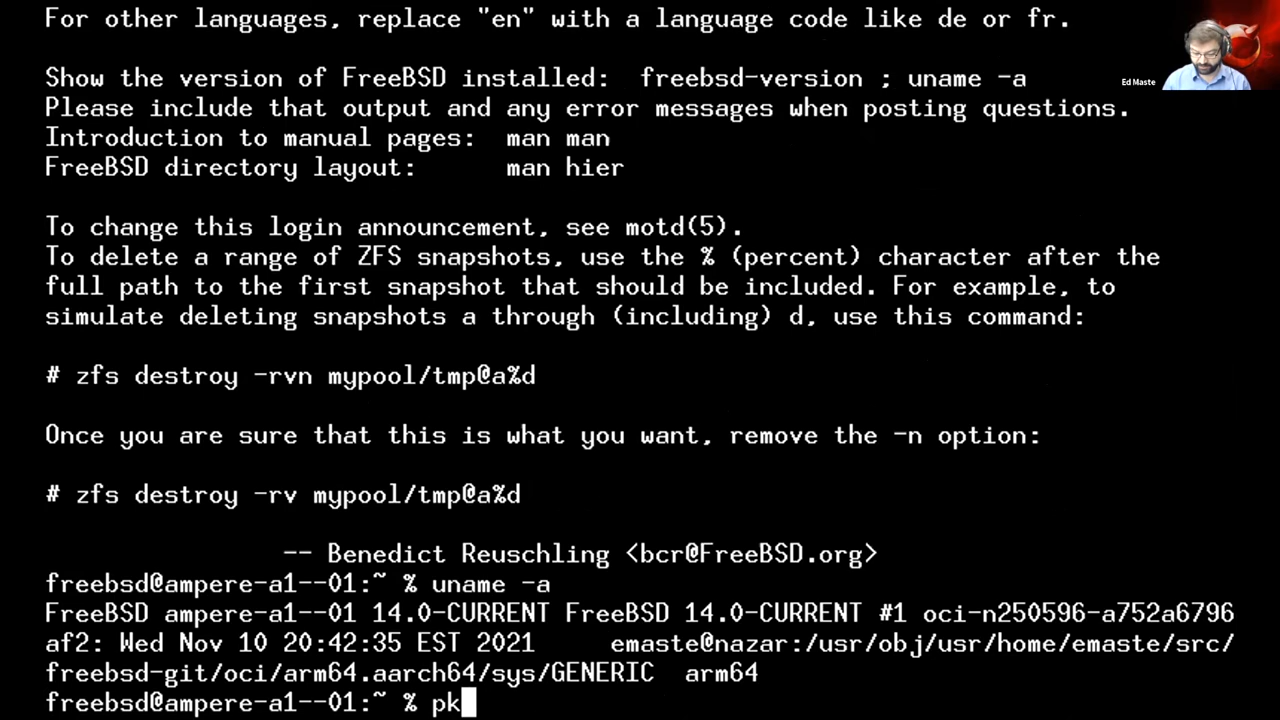 For other languages, replace "en" with a language code like de or fr.
Show the version of FreeBSD installed:  freebsd-version ; uname -a
Please include that output and any error messages when posting questions.
Introduction to manual pages:  man man
FreeBSD directory layout:      man hier
To change this login announcement, see motd(5).
To delete a range of ZFS snapshots, use the % (percent) character after the
full path to the first snapshot that should be included. For example, to
simulate deleting snapshots a through (including) d, use this command:
# zfs destroy -rvn mypool/tmp@a%d
Once you are sure that this is what you want, remove the -n option:
# zfs destroy -rv mypool/tmp@a%d
-- Benedict Reuschling <bcr@FreeBSD.org>
freebsd@ampere-a1--01:~ % uname -a
FreeBSD ampere-a1--01 14.0-CURRENT FreeBSD 14.0-CURRENT #1 oci-n250596-a752a6796
af2: Wed Nov 10 20:42:35 EST 2021     emaste@nazar:/usr/obj/usr/home/emaste/src/
freebsd-git/oci/arm64.aarch64/sys/GENERIC  arm64
freebsd@ampere-a1--01:~ % pk
Ed Maste